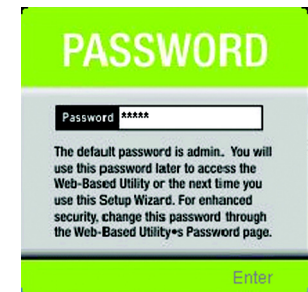 PASSWORD
Password *****
The default password is admin. You will
use this password later to access the
Web-Based Utility or the next time you
use this Setup Wizard. For enhanced
security, change this password through
the Web-Based Utility•s Password page.
Enter